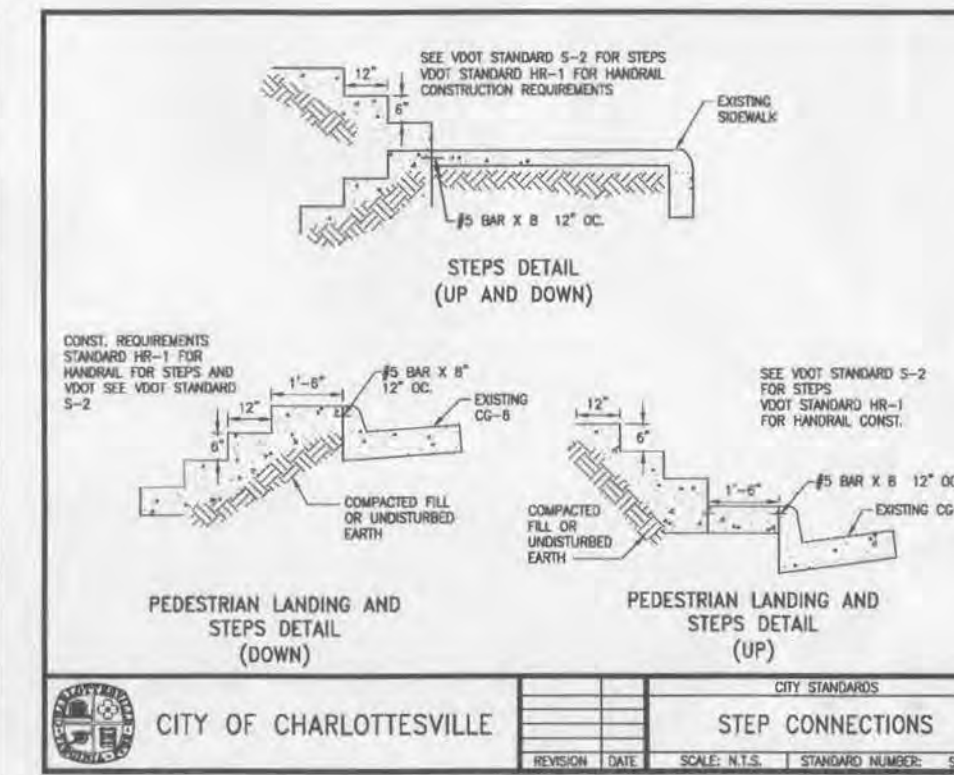 SEE VDOT STANDARD S-2 FOR STEPS
VDOT STANDARD HR-1 FOR HANDRAIL
CONSTRUCTION REQUIREMENTS
12"
6"
EXISTING
SIDEWALK
#5 BAR X 8 12" OC.
STEPS DETAIL
(UP AND DOWN)
CONST. REQUIREMENTS
STANDARD HR-1 FOR
HANDRAIL FOR STEPS AND
VDOT SEE VDOT STANDARD
S-2
12"
1'-6"
6"
#5 BAR X 8"
12" OC.
EXISTING
CG-6
COMPACTED FILL
OR UNDISTURBED
EARTH
PEDESTRIAN LANDING AND
STEPS DETAIL
(DOWN)
SEE VDOT STANDARD S-2
FOR STEPS
VDOT STANDARD HR-1
FOR HANDRAIL CONST.
12"
6"
1'-6"
#5 BAR X 8 12" OC
EXISTING CG
COMPACTED
FILL OR
UNDISTURBED
EARTH
PEDESTRIAN LANDING AND
STEPS DETAIL
(UP)
CHARLOTTESVILLE
VIRGINIA
CITY OF CHARLOTTESVILLE
REVISION
DATE
CITY STANDARDS
STEP CONNECTIONS
SCALE: N.T.S.
STANDARD NUMBER: S